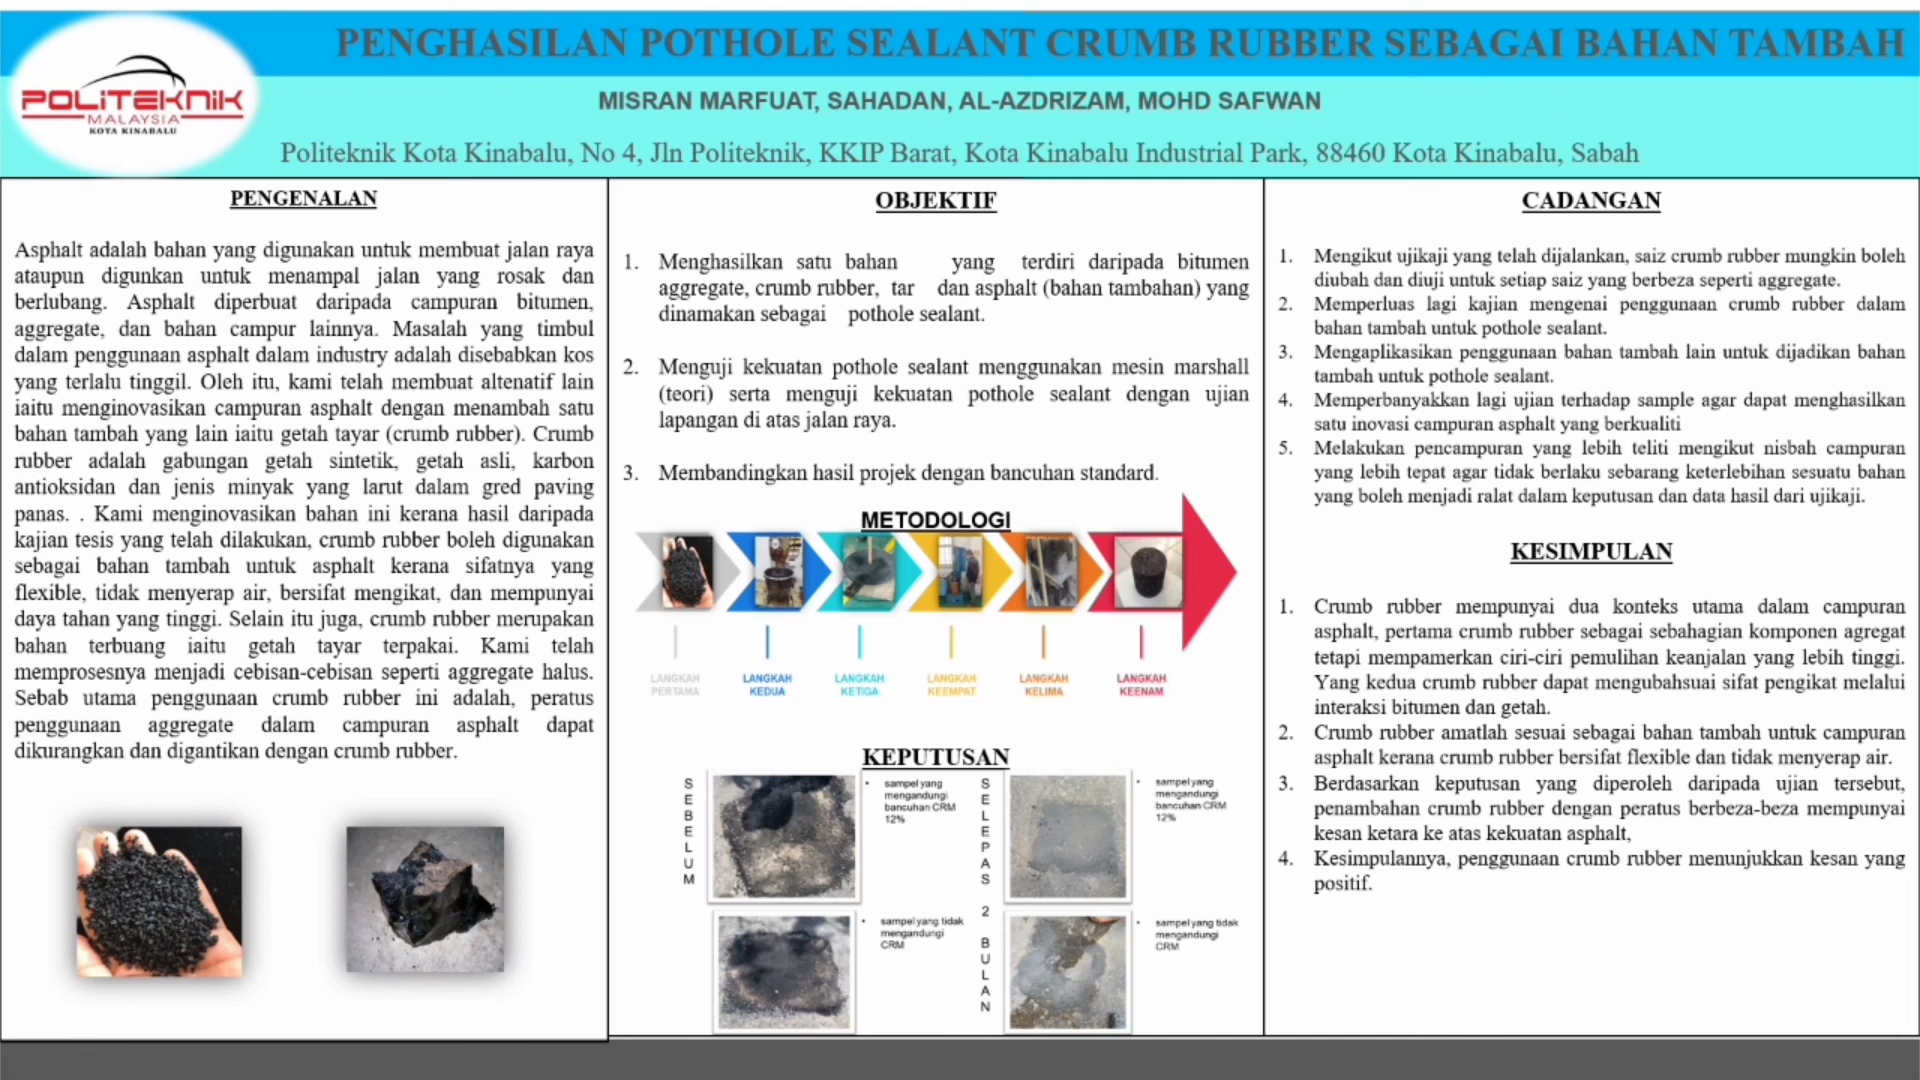 PENGHASILAN POTHOLE SEALANT CRUMB RUBBER SEBAGAI BAHAN TAMBAH
POLITEKNIK
MALAYSIA
KOTA KINABALU
MISRAN MARFUAT, SAHADAN, AL-AZDRIZAM, MOHD SAFWAN
Politeknik Kota Kinabalu, No 4, Jln Politeknik, KKIP Barat, Kota Kinabalu Industrial Park, 88460 Kota Kinabalu, Sabah
PENGENALAN
Asphalt adalah bahan yang digunakan untuk membuat jalan raya
ataupun digunkan untuk menampal jalan yang rosak dan
berlubang. Asphalt diperbuat daripada campuran bitumen,
aggregate, dan bahan campur lainnya. Masalah yang timbul
dalam penggunaan asphalt dalam industry adalah disebabkan kos
yang terlalu tinggil. Oleh itu, kami telah membuat altenatif lain
iaitu menginovasikan campuran asphalt dengan menambah satu
bahan tambah yang lain iaitu getah tayar (crumb rubber). Crumb
rubber adalah gabungan getah sintetik, getah asli, karbon
antioksidan dan jenis minyak yang larut dalam gred paving
panas. . Kami menginovasikan bahan ini kerana hasil daripada
kajian tesis yang telah dilakukan, crumb rubber boleh digunakan
sebagai bahan tambah untuk asphalt kerana sifatnya yang
flexible, tidak menyerap air, bersifat mengikat, dan mempunyai
daya tahan yang tinggi. Selain itu juga, crumb rubber merupakan
bahan terbuang iaitu getah tayar terpakai. Kami telah
memprosesnya menjadi cebisan-cebisan seperti aggregate halus.
Sebab utama penggunaan crumb rubber ini adalah, peratus
penggunaan aggregate dalam campuran asphalt dapat
dikurangkan dan digantikan dengan crumb rubber.
OBJEKTIF
1. Menghasilkan satu bahan yang terdiri daripada bitumen
aggregate, crumb rubber, tar dan asphalt (bahan tambahan) yang
dinamakan sebagai pothole sealant.
2. Menguji kekuatan pothole sealant menggunakan mesin marshall
(teori) serta menguji kekuatan pothole sealant dengan ujian
lapangan di atas jalan raya.
3. Membandingkan hasil projek dengan bancuhan standard.
METODOLOGI
LANGKAH
PERTAMA
LANGKAH
KEDUA
LANGKAH
KETIGA
LANGKAH
KEEMPAT
LANGKAH
KELIMA
LANGKAH
KEENAM
KEPUTUSAN
SEBELUM
• sampel yang
mengandungi
bancuhan CRM
12%
• sampel yang tidak
mengandungi
CRM
SELEPAS 2 BULAN
• sampel yang
mengandungi
bancuhan CRM
12%
• sampel yang tidak
mengandungi
CRM
CADANGAN
1. Mengikut ujikaji yang telah dijalankan, saiz crumb rubber mungkin boleh
diubah dan diuji untuk setiap saiz yang berbeza seperti aggregate.
2. Memperluas lagi kajian mengenai penggunaan crumb rubber dalam
bahan tambah untuk pothole sealant.
3. Mengaplikasikan penggunaan bahan tambah lain untuk dijadikan bahan
tambah untuk pothole sealant.
4. Memperbanyakkan lagi ujian terhadap sample agar dapat menghasilkan
satu inovasi campuran asphalt yang berkualiti
5. Melakukan pencampuran yang lebih teliti mengikut nisbah campuran
yang lebih tepat agar tidak berlaku sebarang keterlebihan sesuatu bahan
yang boleh menjadi ralat dalam keputusan dan data hasil dari ujikaji.
KESIMPULAN
1. Crumb rubber mempunyai dua konteks utama dalam campuran
asphalt, pertama crumb rubber sebagai sebahagian komponen agregat
tetapi mempamerkan ciri-ciri pemulihan keanjalan yang lebih tinggi.
Yang kedua crumb rubber dapat mengubahsuai sifat pengikat melalui
interaksi bitumen dan getah.
2. Crumb rubber amatlah sesuai sebagai bahan tambah untuk campuran
asphalt kerana crumb rubber bersifat flexible dan tidak menyerap air.
3. Berdasarkan keputusan yang diperoleh daripada ujian tersebut,
penambahan crumb rubber dengan peratus berbeza-beza mempunyai
kesan ketara ke atas kekuatan asphalt,
4. Kesimpulannya, penggunaan crumb rubber menunjukkan kesan yang
positif.